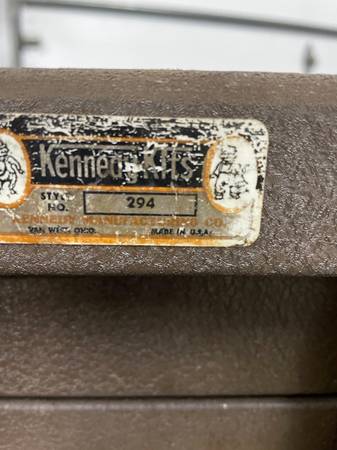 Kennedy Kits
STYLE NO. 294
KENNEDY MANUFACTURING CO.
VAN WERT, OHIO. MADE IN U.S.A.